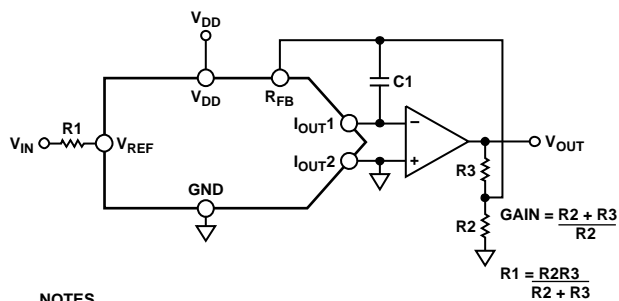 V_DD
V_DD
R_FB
C1
I_OUT1
V_IN
R1
V_REF
V_OUT
I_OUT2
R3
GND
GAIN = R2 + R3 / R2
R2
R1 = R2R3 / R2 + R3
NOTES